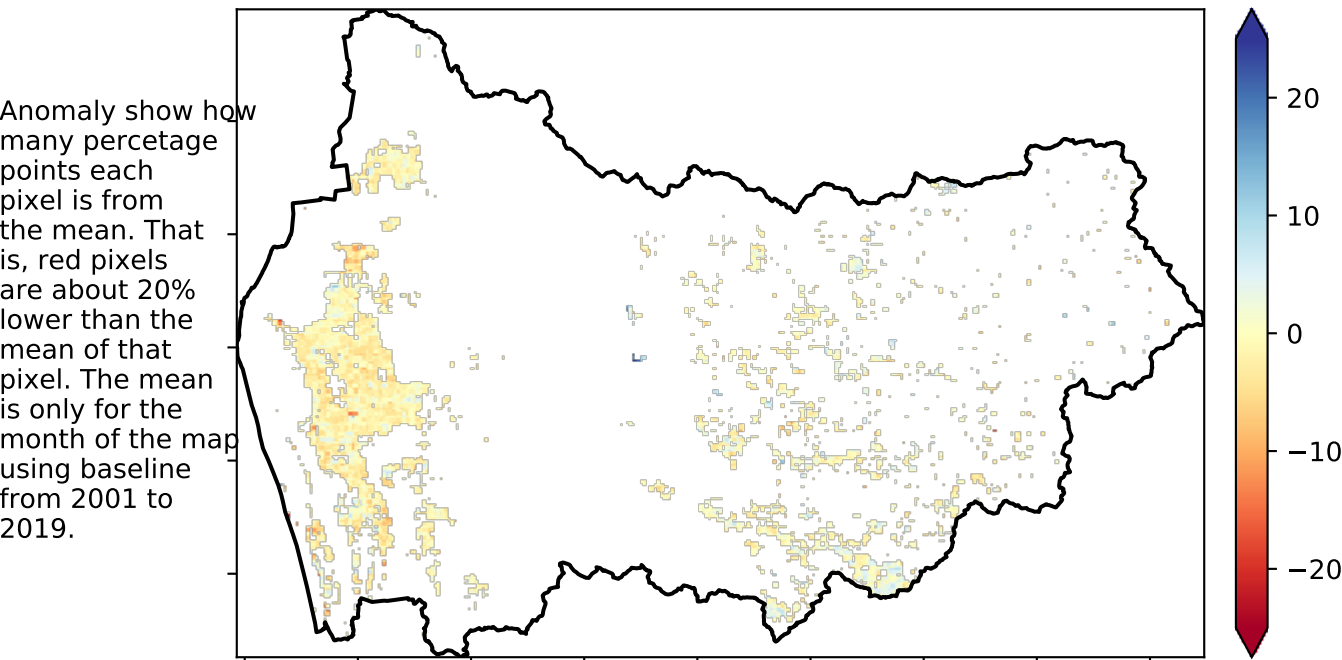 Anomaly show how
many percetage
points each
pixel is from
the mean. That
is, red pixels
are about 20%
lower than the
mean of that
pixel. The mean
is only for the
month of the map
using baseline
from 2001 to
2019.
20
10
0
−10
−20